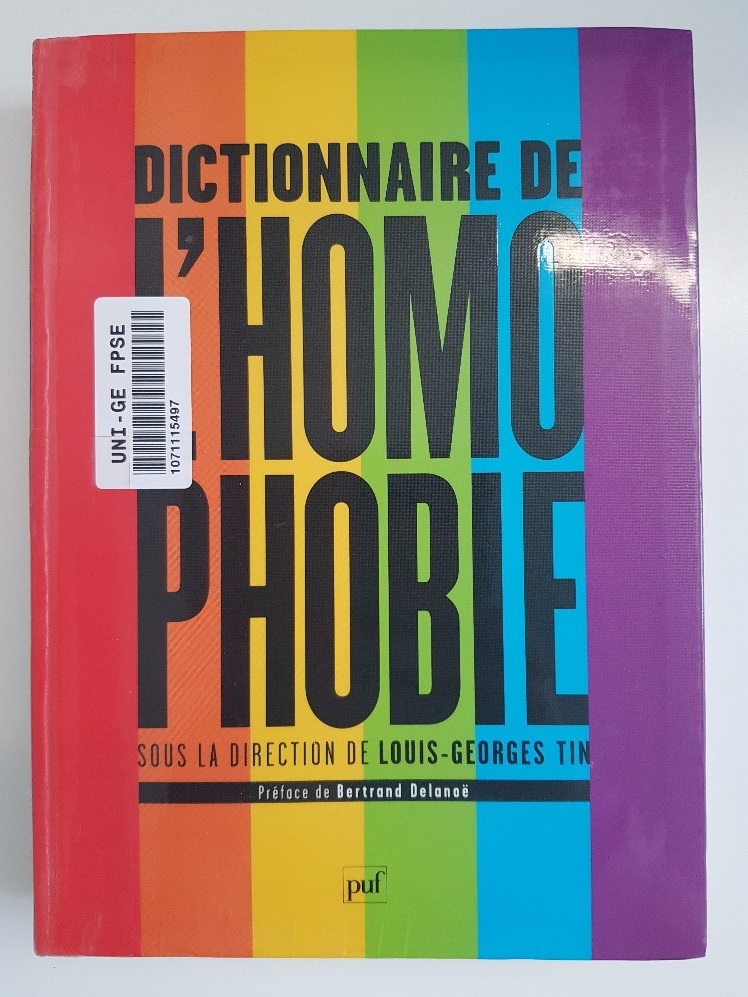 DICTIONNAIRE DE
L'HOMO
PHOBIE
SOUS LA DIRECTION DE LOUIS-GEORGES TIN
Préface de Bertrand Delanoë
puf
UNI-GE FPSE
1071115497